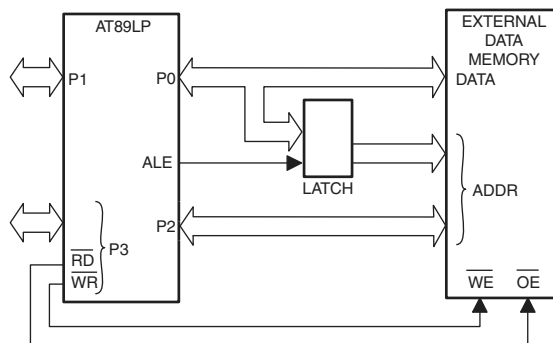 AT89LP
EXTERNAL
DATA
MEMORY
P1
P0
DATA
ALE
LATCH
ADDR
P2
P3
RD
WR
WE
OE